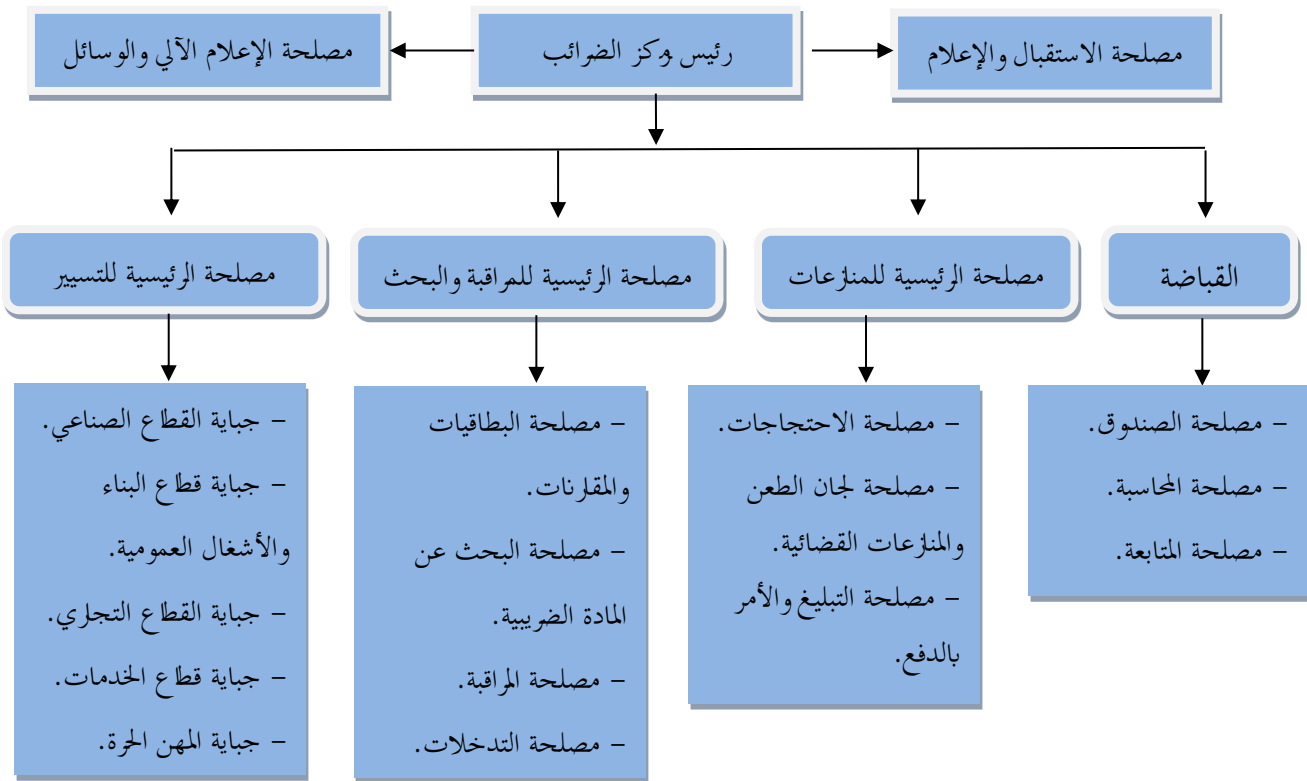 مصلحة الاستقبال والإعلام
رئيس مركز الضرائب
مصلحة الإعلام الآلي والوسائل
القباضة
مصلحة الرئيسية للمنازعات
مصلحة الرئيسية للمراقبة والبحث
مصلحة الرئيسية للتسيير
– مصلحة الصندوق.
– مصلحة المحاسبة.
– مصلحة المتابعة.
– مصلحة الاحتجاجات.
– مصلحة لجان الطعن
والمنازعات القضائية.
– مصلحة التبليغ والأمر
بالدفع.
– مصلحة البطاقيات
والمقارنات.
– مصلحة البحث عن
المادة الضريبية.
– مصلحة المراقبة.
– مصلحة التدخلات.
– جباية القطاع الصناعي.
– جباية قطاع البناء
والأشغال العمومية.
– جباية القطاع التجاري.
– جباية قطاع الخدمات.
– جباية المهن الحرة.